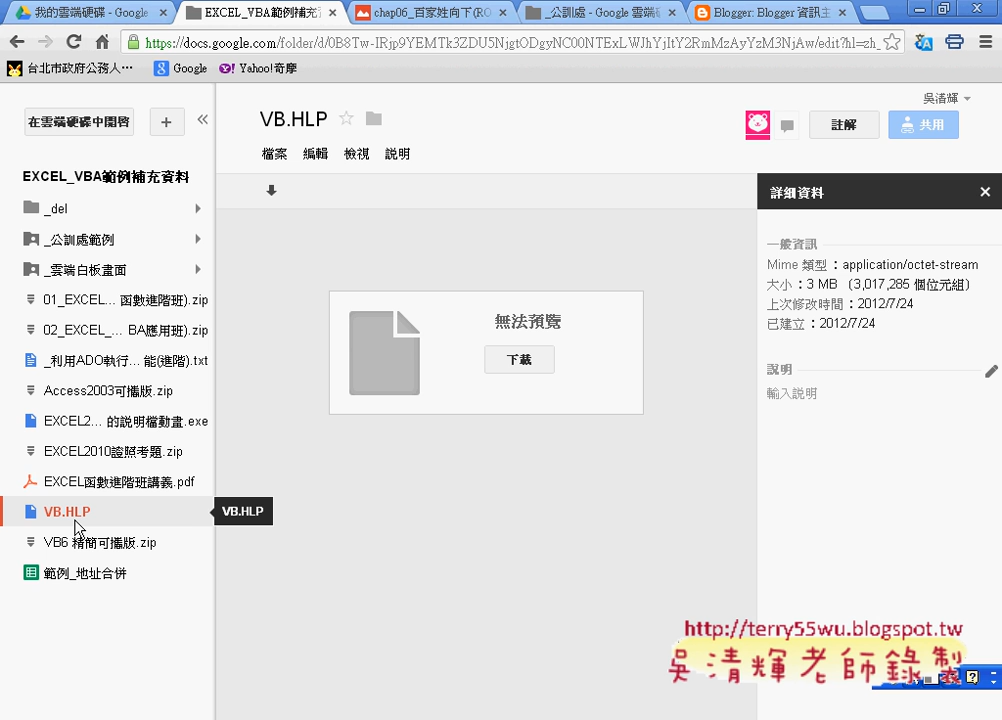 我的雲端硬碟 - Google
EXCEL_VBA範例補充資
chap06_百家姓向下(RO
_公訓處 - Google 雲端硬
Blogger: Blogger 資訊主
https://docs.google.com/folder/d/0B8Tw-IRjp9YEMTk3ZDU5NjgtODgyNC00NTExLWJhYjItY2RmMzAyYzM3NjAw/edit?hl=zh_
台北市政府公務人…
Google
Yahoo!奇摩
吳清輝
在雲端硬碟中開啓
VB.HLP
註解
共用
檔案
編輯
檢視
說明
EXCEL_VBA範例補充資料
_del
_公訓處範例
_雲端白板畫面
01_EXCEL... 函數進階班).zip
02_EXCEL_... BA應用班).zip
_利用ADO執行... 能(進階).txt
Access2003可攜版.zip
EXCEL2... 的說明檔動畫.exe
EXCEL2010證照考題.zip
EXCEL函數進階班講義.pdf
VB.HLP
VB.HLP
VB6 精簡可攜版.zip
範例_地址合併
無法預覽
下載
詳細資料
一般資訊
Mime 類型：application/octet-stream
大小：3 MB （3,017,285 個位元組）
上次修改時間：2012/7/24
已建立：2012/7/24
說明
輸入說明
http://terry55wu.blogspot.tw
吳清輝老師錄製